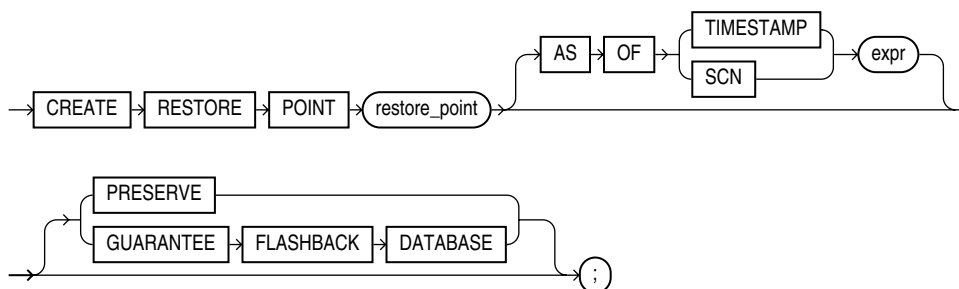 CREATE RESTORE POINT restore_point AS OF TIMESTAMP SCN expr
PRESERVE
GUARANTEE FLASHBACK DATABASE
;